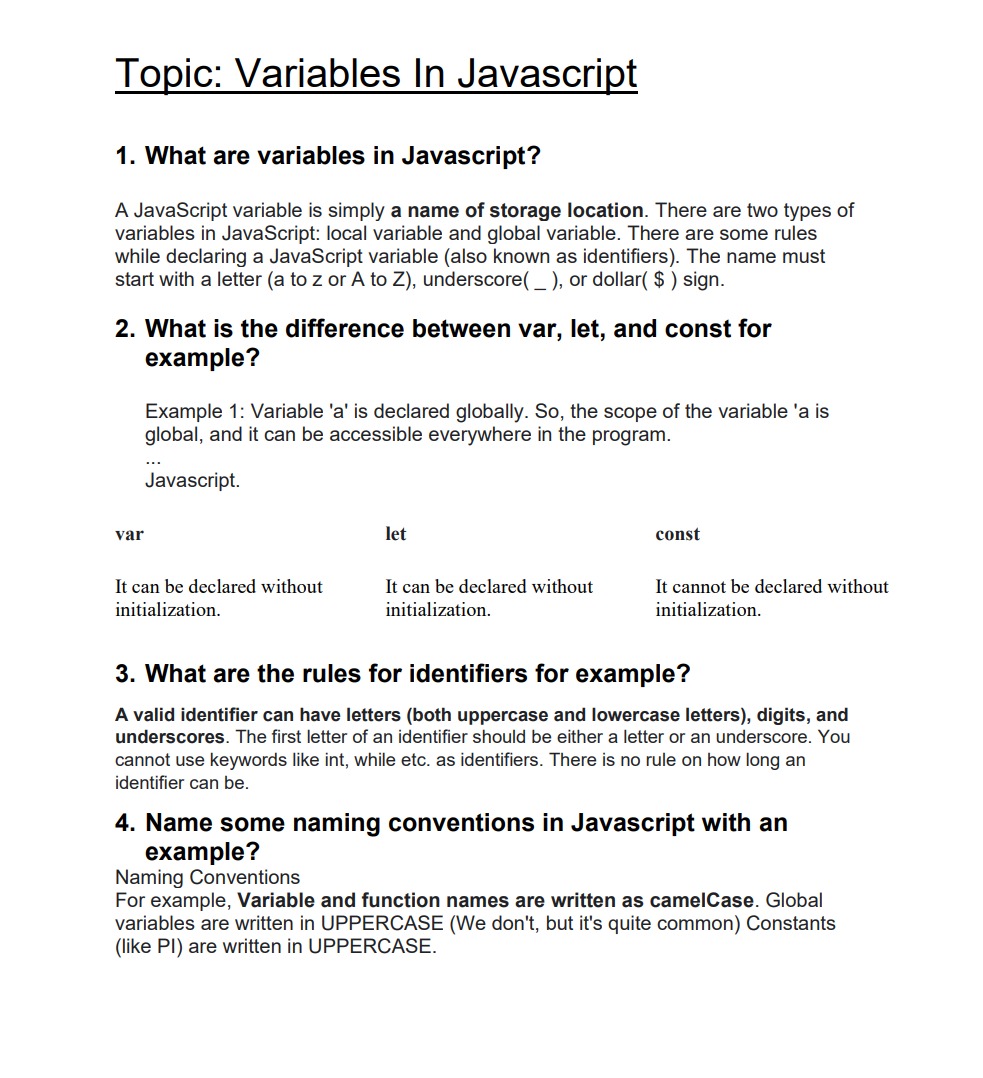 Topic: Variables In Javascript
1. What are variables in Javascript?
A JavaScript variable is simply a name of storage location. There are two types of
variables in JavaScript: local variable and global variable. There are some rules
while declaring a JavaScript variable (also known as identifiers). The name must
start with a letter (a to z or A to Z), underscore( _ ), or dollar( $ ) sign.
2. What is the difference between var, let, and const for
example?
Example 1: Variable 'a' is declared globally. So, the scope of the variable 'a is
global, and it can be accessible everywhere in the program.
...
Javascript.
var let const
It can be declared without It can be declared without It cannot be declared without
initialization. initialization. initialization.
3. What are the rules for identifiers for example?
A valid identifier can have letters (both uppercase and lowercase letters), digits, and
underscores. The first letter of an identifier should be either a letter or an underscore. You
cannot use keywords like int, while etc. as identifiers. There is no rule on how long an
identifier can be.
4. Name some naming conventions in Javascript with an
example?
Naming Conventions
For example, Variable and function names are written as camelCase. Global
variables are written in UPPERCASE (We don't, but it's quite common) Constants
(like PI) are written in UPPERCASE.